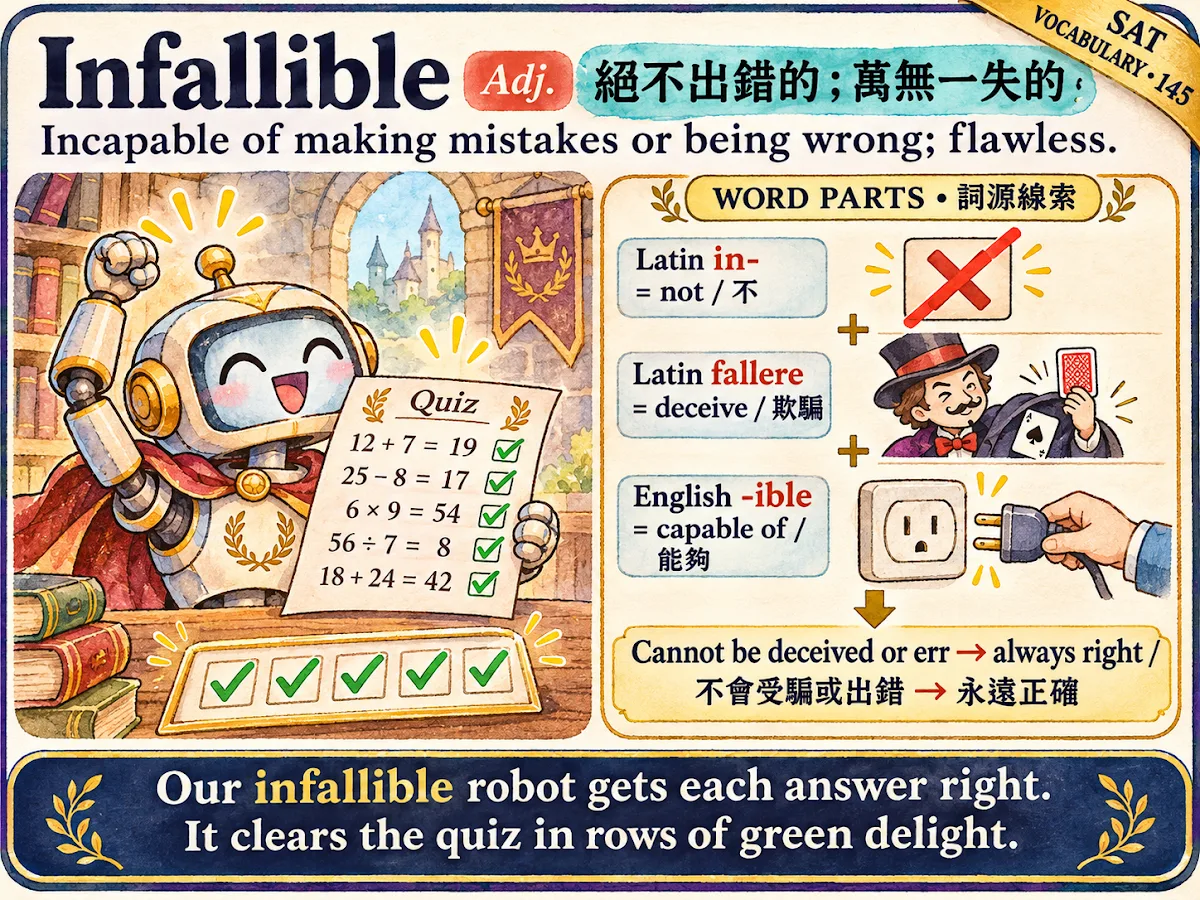 Infallible Adj. 絕不出錯的；萬無一失的
SAT
VOCABULARY • 145
Incapable of making mistakes or being wrong; flawless.
Quiz
12 + 7 = 19
25 – 8 = 17
6 × 9 = 54
56 ÷ 7 = 8
18 + 24 = 42
WORD PARTS • 詞源線索
Latin in-
= not / 不
+
Latin fallere
= deceive / 欺騙
A
+
English -ible
= capable of /
能夠
Cannot be deceived or err → always right /
不會受騙或出錯 → 永遠正確
Our infallible robot gets each answer right.
It clears the quiz in rows of green delight.